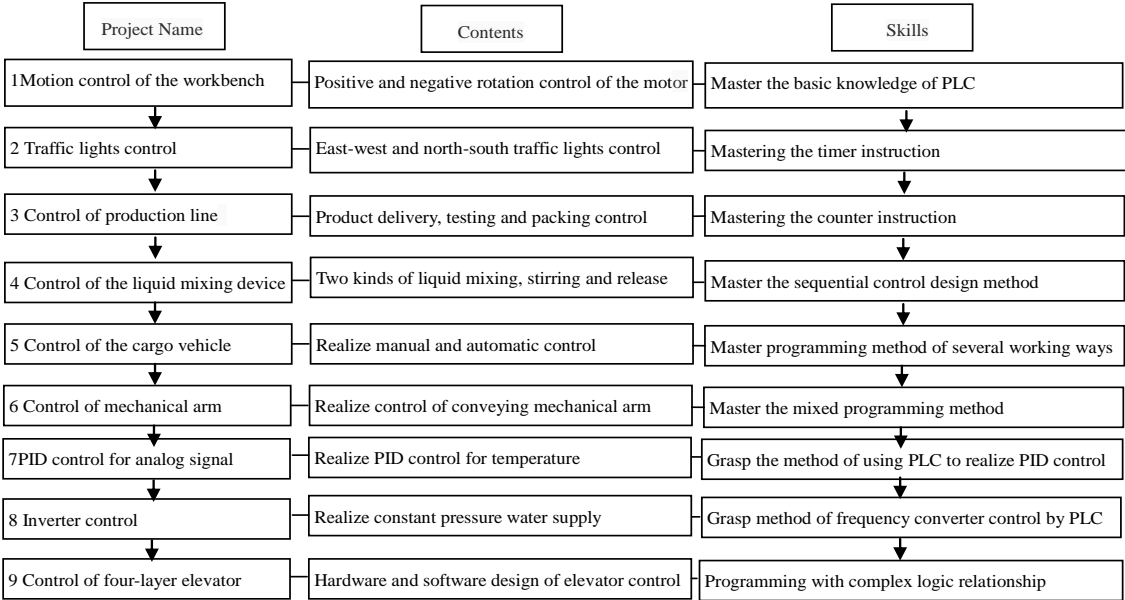 Project Name
Contents
Skills
1Motion control of the workbench
Positive and negative rotation control of the motor
Master the basic knowledge of PLC
2 Traffic lights control
East-west and north-south traffic lights control
Mastering the timer instruction
3 Control of production line
Product delivery, testing and packing control
Mastering the counter instruction
4 Control of the liquid mixing device
Two kinds of liquid mixing, stirring and release
Master the sequential control design method
5 Control of the cargo vehicle
Realize manual and automatic control
Master programming method of several working ways
6 Control of mechanical arm
Realize control of conveying mechanical arm
Master the mixed programming method
7PID control for analog signal
Realize PID control for temperature
Grasp the method of using PLC to realize PID control
8 Inverter control
Realize constant pressure water supply
Grasp method of frequency converter control by PLC
9 Control of four-layer elevator
Hardware and software design of elevator control
Programming with complex logic relationship